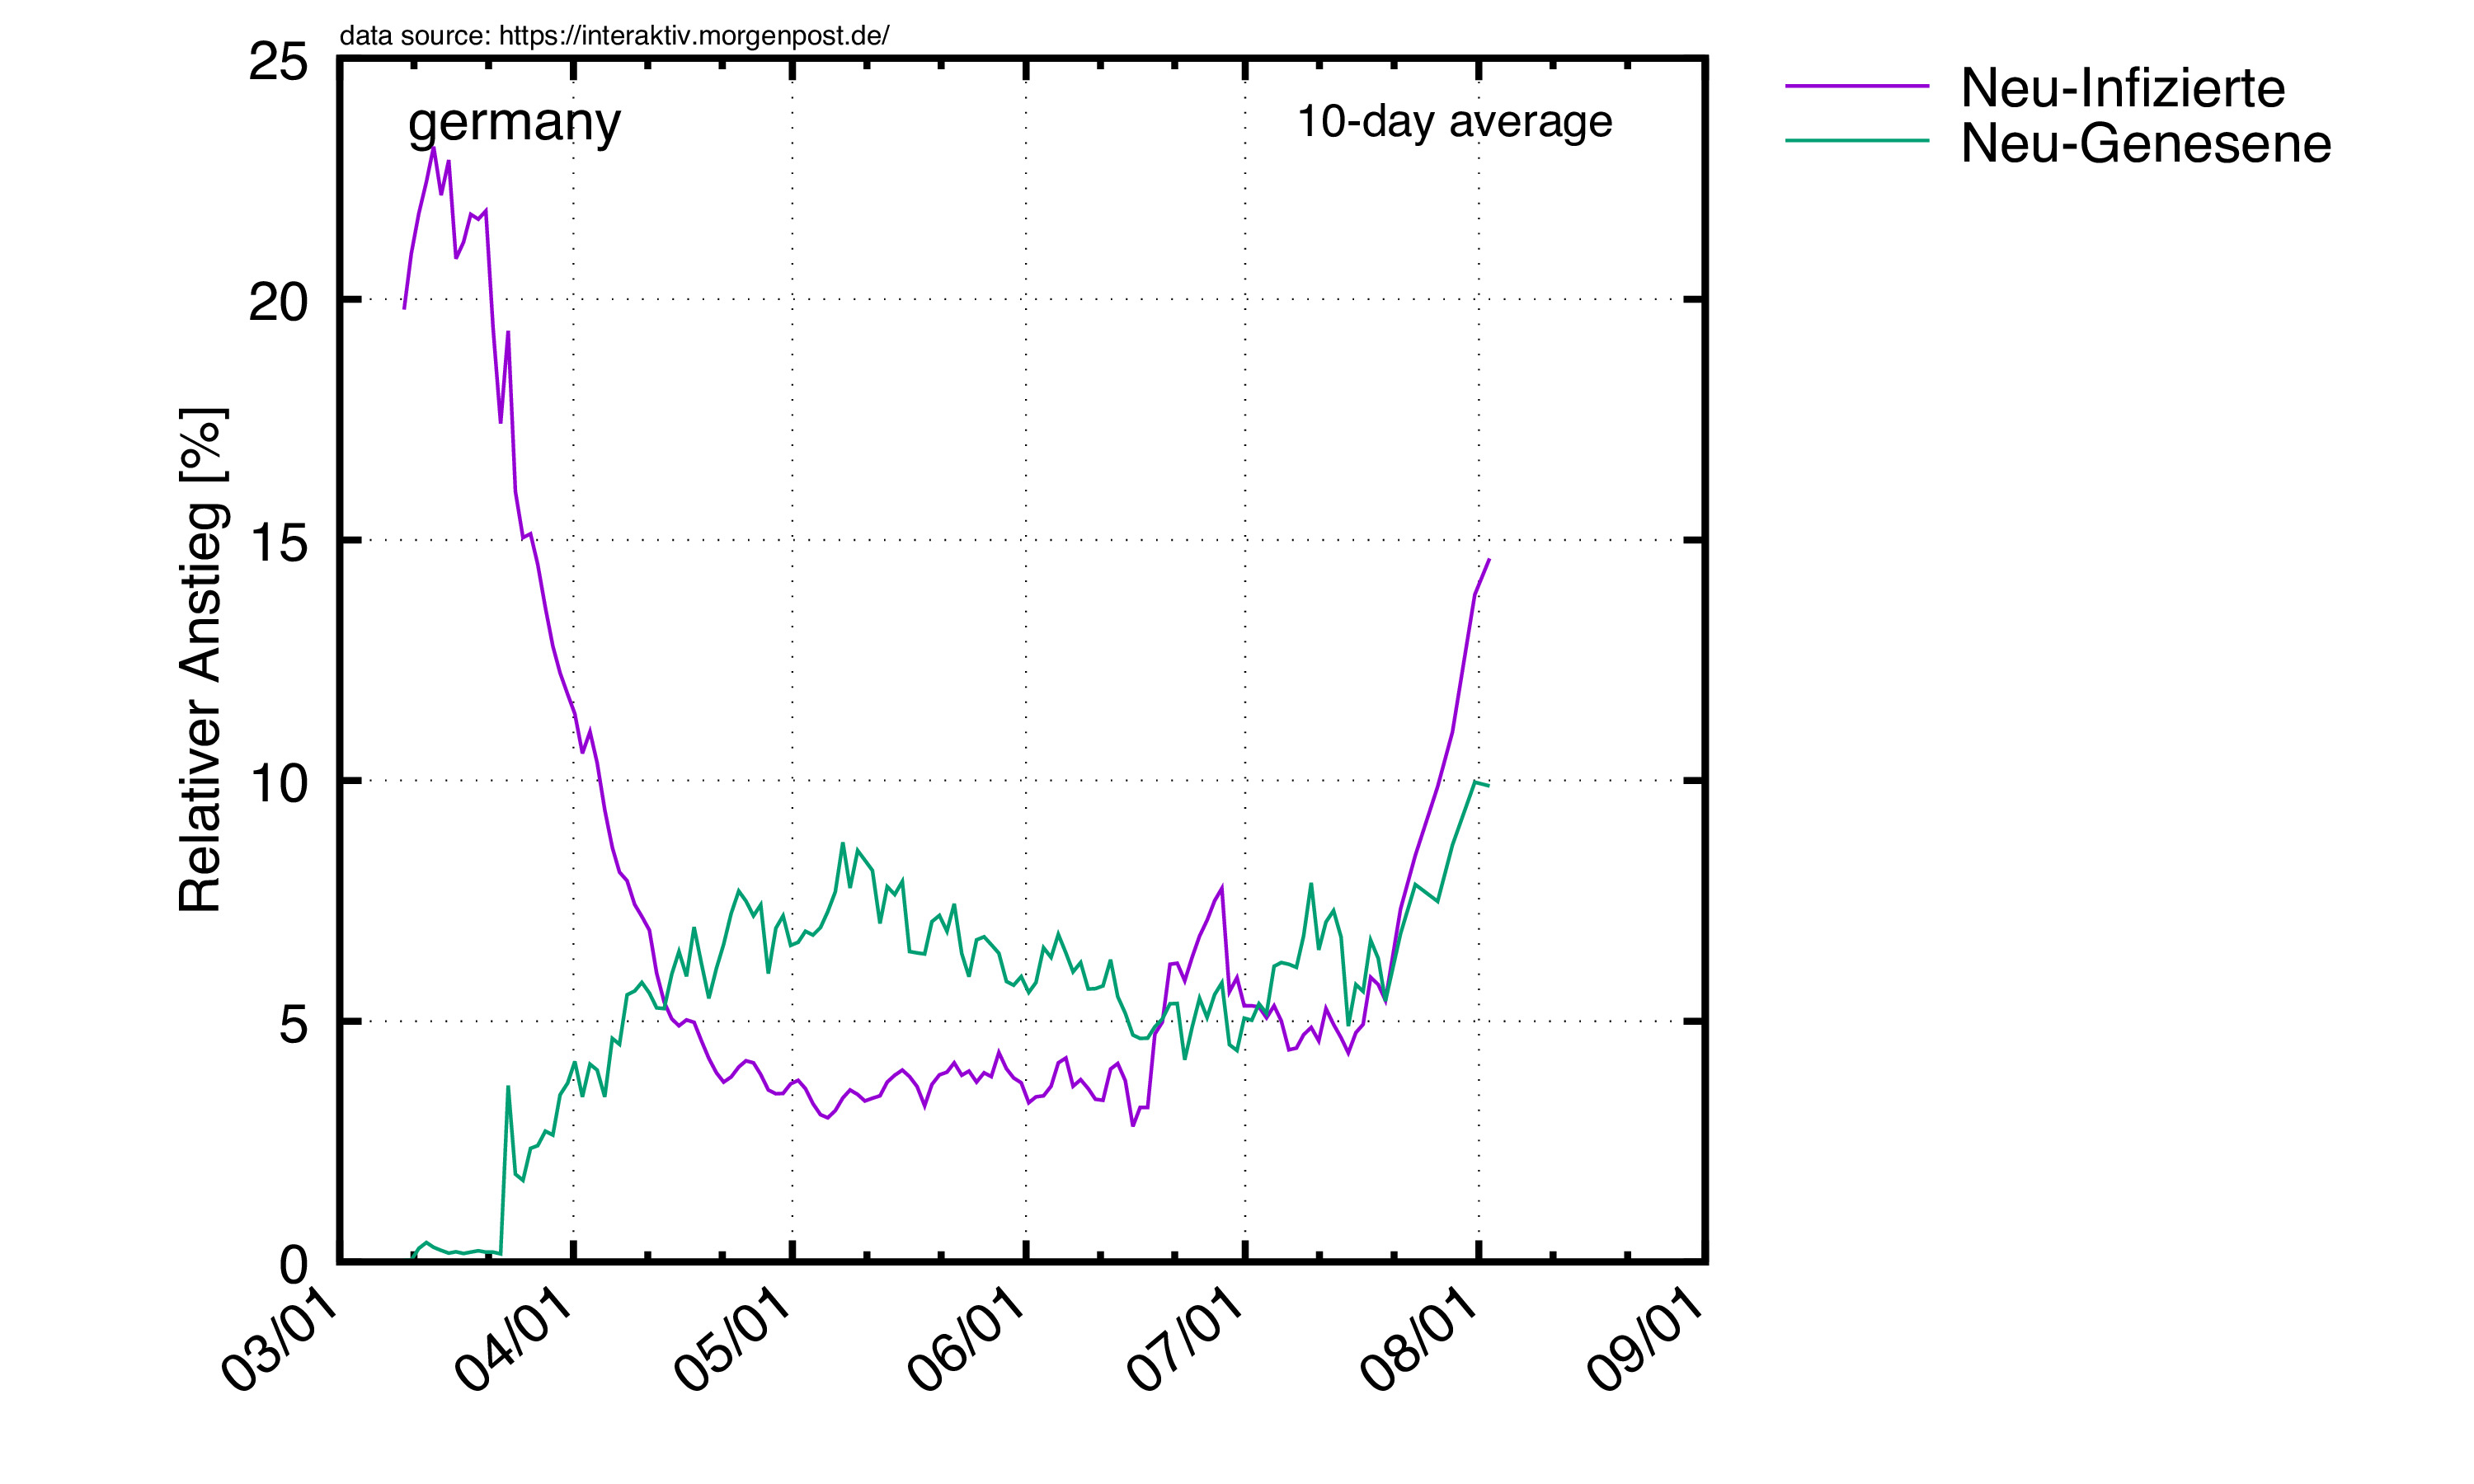 data source: https://interaktiv.morgenpost.de/
germany
10-day average
Neu-Infizierte
Neu-Genesene
Relativer Anstieg [%]
25
20
15
10
5
0
03/01
04/01
05/01
06/01
07/01
08/01
09/01